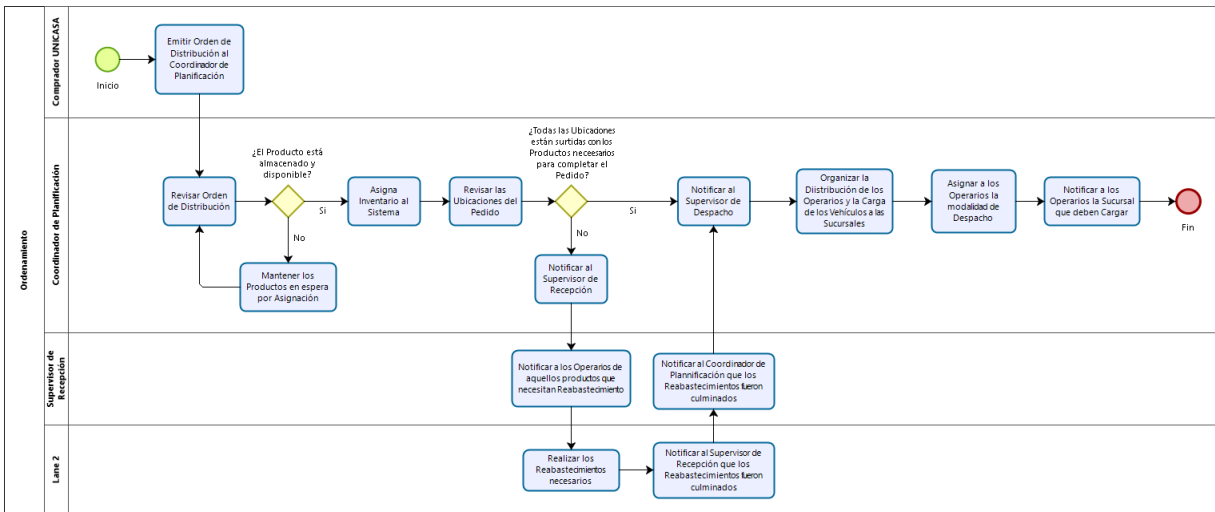 Ordenamiento
Comprador UNICASA
Inicio
Emitir Orden de
Distribución al
Coordinador de
Planificación
Coordinador de Planificación
Revisar Orden
de Distribución
¿El Producto está
almacenado y
disponible?
Si
No
Mantener los
Productos en espera
por Asignación
Asigna
Inventario al
Sistema
Revisar las
Ubicaciones del
Pedido
¿Todas las Ubicaciones
están surtidas con los
Productos necesarios
para completar el
Pedido?
Si
No
Notificar al
Supervisor de
Recepción
Notificar al
Supervisor de
Despacho
Organizar la
Diistribución de los
Operarios y la Carga
de los Vehículos a las
Sucursales
Asignar a los
Operarios la
modalidad de
Despacho
Notificar a los
Operarios la Sucursal
que deben Cargar
Fin
Supervisor de
Recepción
Notificar a los Operarios de
aquellos productos que
necesitan Reabastecimiento
Notificar al Coordinador de
Plannificación que los
Reabastecimientos fueron
culminados
Lane 2
Realizar los
Reabastecimientos
necesarios
Notificar al Supervisor de
Recepción que los
Reabastecimientos fueron
culminados